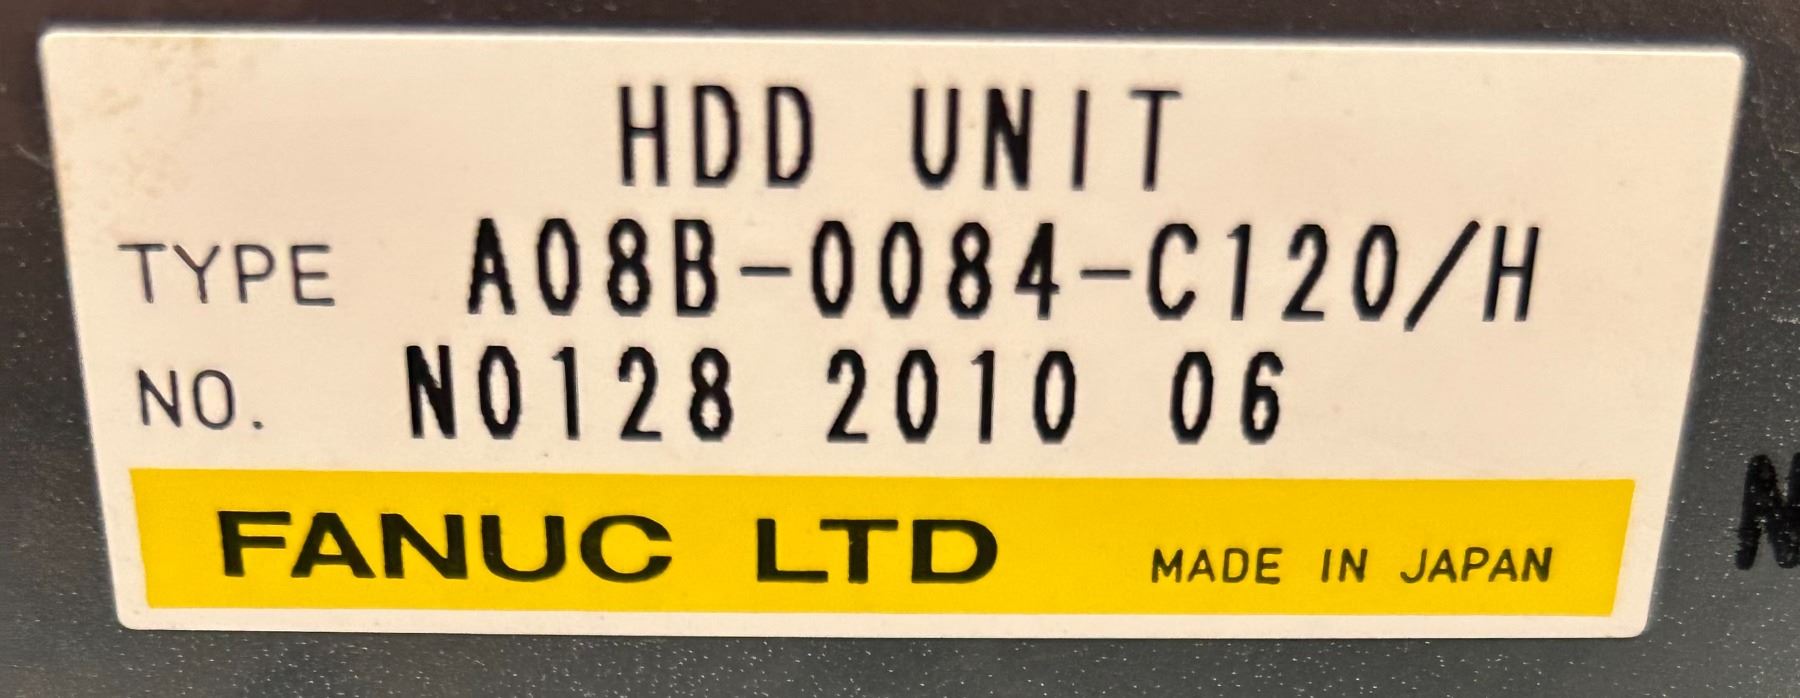 HDD UNIT
TYPE A08B-0084-C120/H
NO. N0128 2010 06
FANUC LTD MADE IN JAPAN